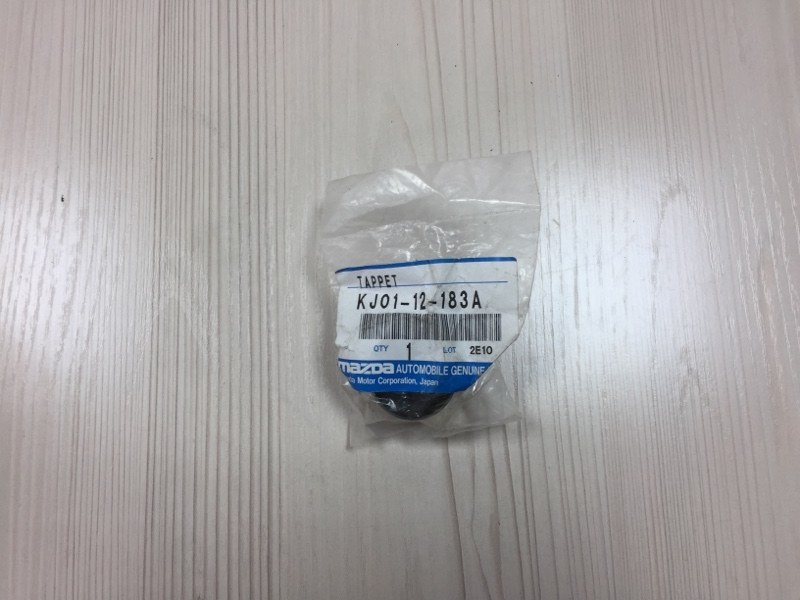 TAPPET
KJ01-12-183A
QTY 1 LOT 2E10
mazda AUTOMOBILE GENUINE
Motor Corporation, Japan